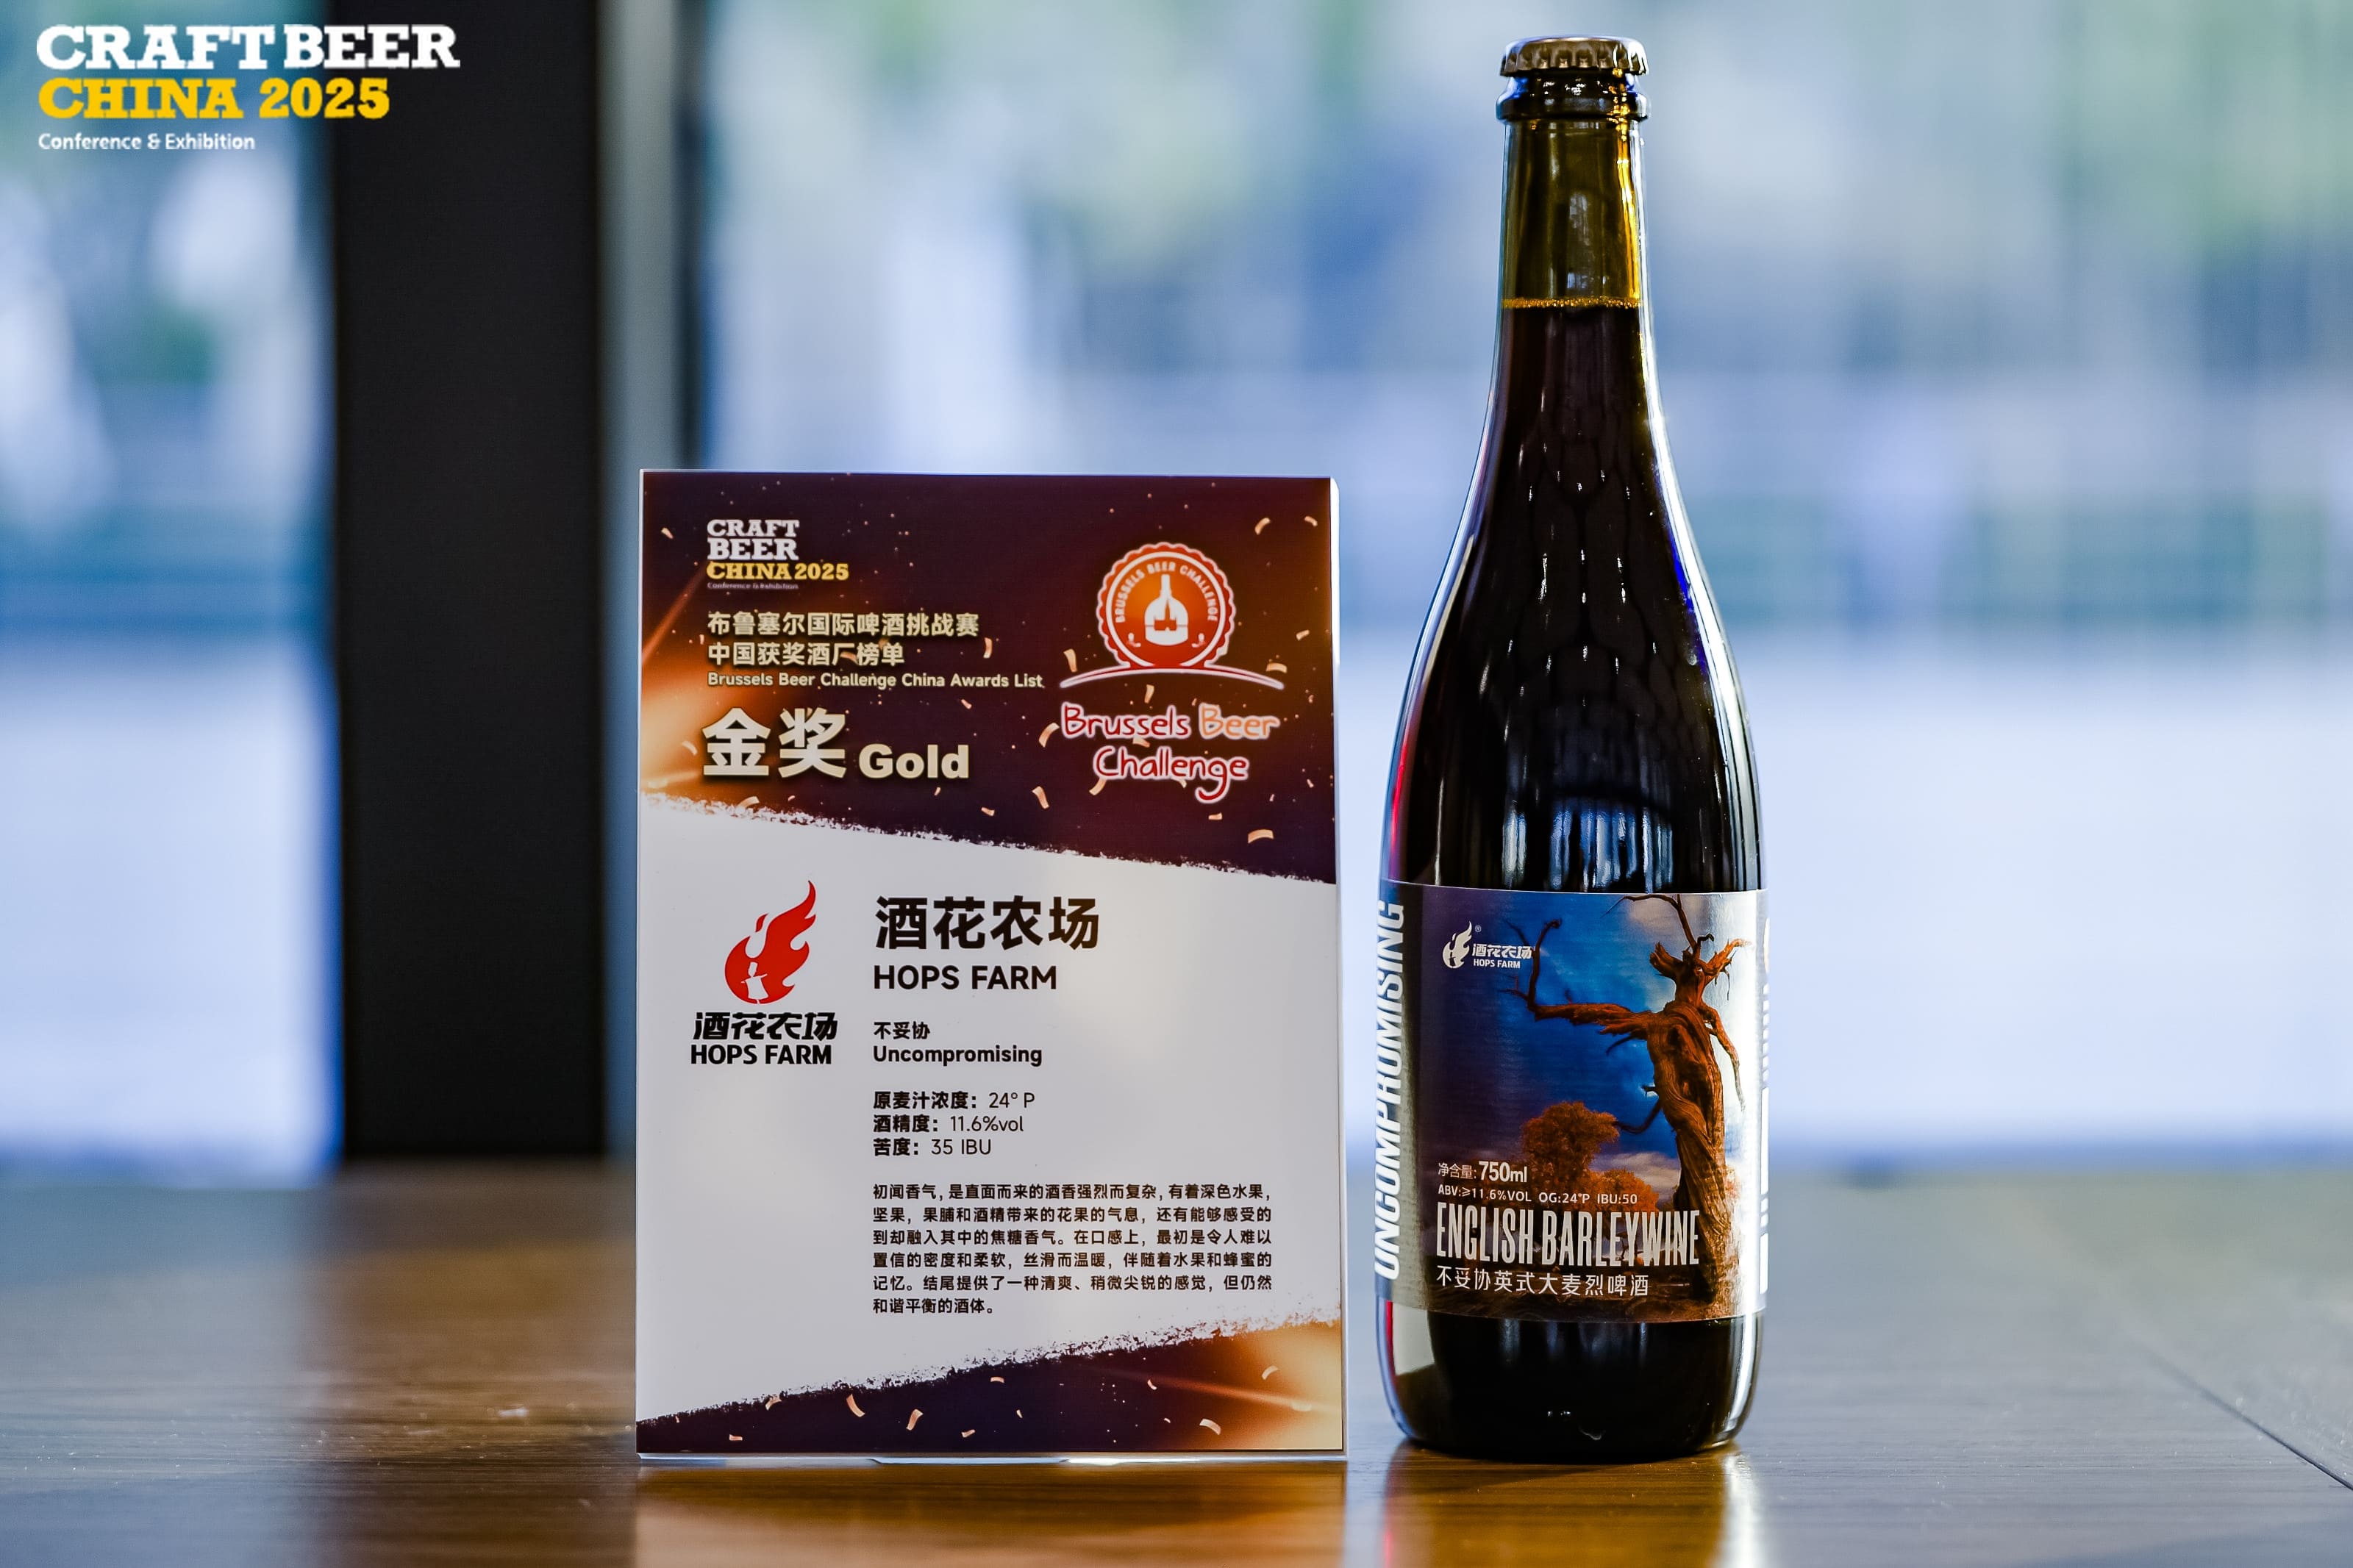 CRAFT BEER
CHINA 2025
Conference & Exhibition
CRAFT
BEER
CHINA 2025
Conference & Exhibition
布鲁塞尔国际啤酒挑战赛
中国获奖酒厂榜单
Brussels Beer Challenge China Awards List
金奖 Gold
BRUSSELS BEER CHALLENGE
Brussels Beer
Challenge
酒花农场
HOPS FARM
酒花农场
HOPS FARM
不妥协
Uncompromising
原麦汁浓度：24° P
酒精度：11.6%vol
苦度：35 IBU
初闻香气，是直面而来的酒香强烈而复杂，有着深色水果，
坚果，果脯和酒精带来的花果的气息，还有能够感受的
到却融入其中的焦糖香气。在口感上，最初是令人难以
置信的密度和柔软，丝滑而温暖，伴随着水果和蜂蜜的
记忆。结尾提供了一种清爽、稍微尖锐的感觉，但仍然
和谐平衡的酒体。
UNCOMPROMISING
®
酒花农场
HOPS FARM
净含量:750ml
ABV:≥11.6%VOL OG:24°P IBU:50
ENGLISH BARLEYWINE
不妥协英式大麦烈啤酒